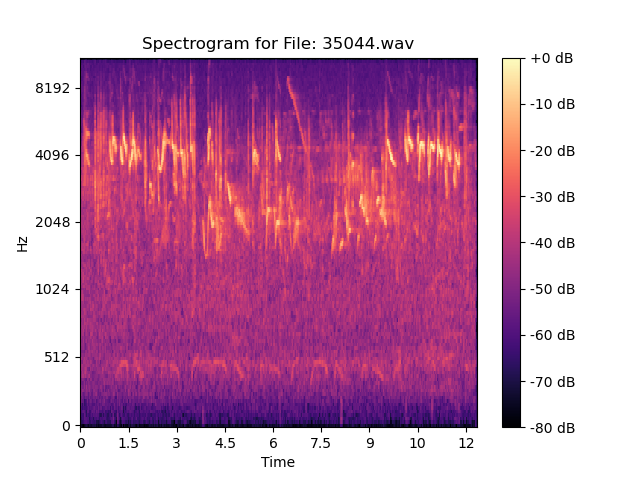 Spectrogram for File: 35044.wav
Hz
8192
4096
2048
1024
512
0
0 1.5 3 4.5 6 7.5 9 10 12
Time
+0 dB
-10 dB
-20 dB
-30 dB
-40 dB
-50 dB
-60 dB
-70 dB
-80 dB